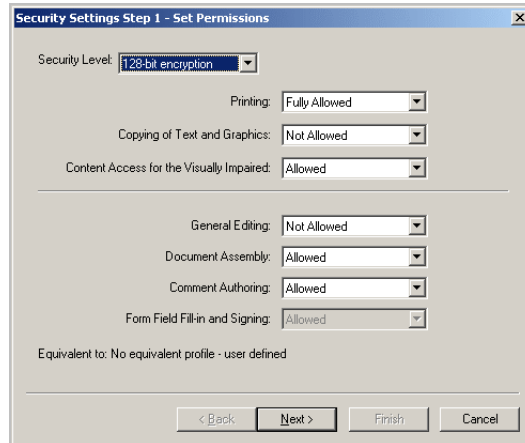 Security Settings Step 1 - Set Permissions
Security Level: 128-bit encryption
Printing: Fully Allowed
Copying of Text and Graphics: Not Allowed
Content Access for the Visually Impaired: Allowed
General Editing: Not Allowed
Document Assembly: Allowed
Comment Authoring: Allowed
Form Field Fill-in and Signing: Allowed
Equivalent to: No equivalent profile - user defined
< Back Next > Finish Cancel